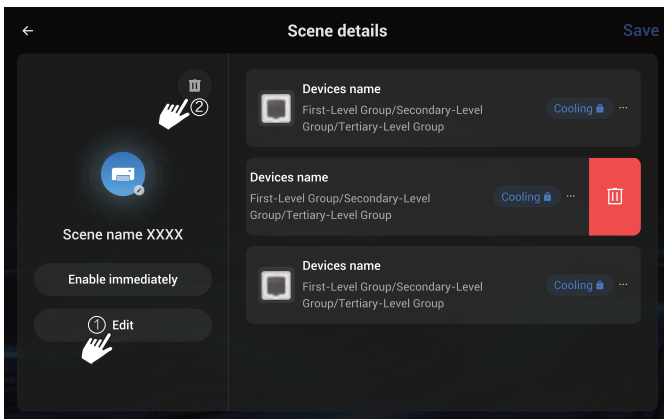 Scene details
Save
②
Scene name XXXX
Enable immediately
① Edit
Devices name
First-Level Group/Secondary-Level
Group/Tertiary-Level Group
Cooling
Devices name
First-Level Group/Secondary-Level
Group/Tertiary-Level Group
Cooling
Devices name
First-Level Group/Secondary-Level
Group/Tertiary-Level Group
Cooling